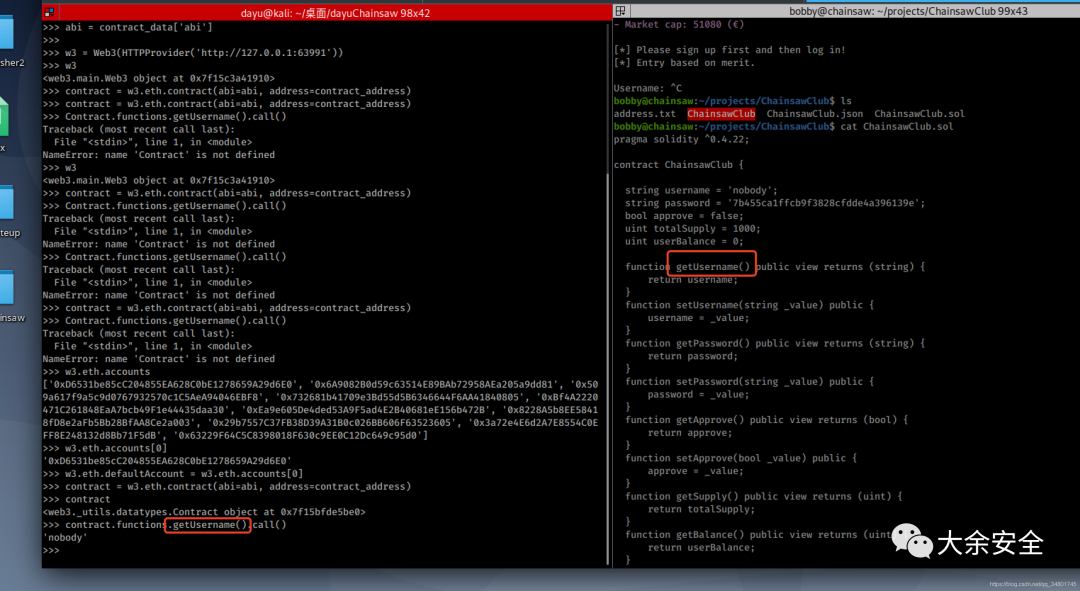 sher2
x
teup
insaw
dayu@kali: ~/桌面/dayuChainsaw 98x42
>>> abi = contract_data['abi']
>>>
>>> w3 = Web3(HTTPProvider('http://127.0.0.1:63991'))
>>> w3
<web3.main.Web3 object at 0x7f15c3a41910>
>>> contract = w3.eth.contract(abi=abi, address=contract_address)
>>> contract = w3.eth.contract(abi=abi, address=contract_address)
>>> Contract.functions.getUsername().call()
Traceback (most recent call last):
  File "<stdin>", line 1, in <module>
NameError: name 'Contract' is not defined
>>> w3
<web3.main.Web3 object at 0x7f15c3a41910>
>>> contract = w3.eth.contract(abi=abi, address=contract_address)
>>> Contract.functions.getUsername().call()
Traceback (most recent call last):
  File "<stdin>", line 1, in <module>
NameError: name 'Contract' is not defined
>>> Contract.functions.getUsername().call()
Traceback (most recent call last):
  File "<stdin>", line 1, in <module>
NameError: name 'Contract' is not defined
>>> contract = w3.eth.contract(abi=abi, address=contract_address)
>>> Contract.functions.getUsername().call()
Traceback (most recent call last):
  File "<stdin>", line 1, in <module>
NameError: name 'Contract' is not defined
>>> w3.eth.accounts
['0xD6531be85cC204855EA628C0bE1278659A29d6E0', '0x6A9082B0d59c63514E89BAb72958AEa205a9dd81', '0x50
9a617f9a5c9d0767932570c1C5AeA94046EBF8', '0x732681b41709e3Bd55d5B6346644F6AA41840805', '0xBf4A2220
471C261848EaA7bcb49F1e44435daa30', '0xEa9e605De4ded53A9F5ad4E2B40681eE156b472B', '0x8228A5b8EE5841
8fD8e2aFb5Bb28BfAA8Ce2a003', '0x29b7557C37FB38D39A31B0c026BB606F63523605', '0x3a72e4E6d2A7E8554C0E
FF8E248132d8Bb71F5dB', '0x63229F64C5C8398018F630c9EE0C12Dc649c95d0']
>>> w3.eth.accounts[0]
'0xD6531be85cC204855EA628C0bE1278659A29d6E0'
>>> w3.eth.defaultAccount = w3.eth.accounts[0]
>>> contract = w3.eth.contract(abi=abi, address=contract_address)
>>> contract
<web3._utils.datatypes.Contract object at 0x7f15bfde5be0>
>>> contract.functions.getUsername().call()
'nobody'
>>>
bobby@chainsaw: ~/projects/ChainsawClub 99x43
- Market cap: 51080 (€)
[*] Please sign up first and then log in!
[*] Entry based on merit.
Username: ^C
bobby@chainsaw:~/projects/ChainsawClub$ ls
address.txt  ChainsawClub  ChainsawClub.json  ChainsawClub.sol
bobby@chainsaw:~/projects/ChainsawClub$ cat ChainsawClub.sol
pragma solidity ^0.4.22;
contract ChainsawClub {
  string username = 'nobody';
  string password = '7b455ca1ffcb9f3828cfdde4a396139e';
  bool approve = false;
  uint totalSupply = 1000;
  uint userBalance = 0;
  function getUsername() public view returns (string) {
      return username;
  }
  function setUsername(string _value) public {
      username = _value;
  }
  function getPassword() public view returns (string) {
      return password;
  }
  function setPassword(string _value) public {
      password = _value;
  }
  function getApprove() public view returns (bool) {
      return approve;
  }
  function setApprove(bool _value) public {
      approve = _value;
  }
  function getSupply() public view returns (uint) {
      return totalSupply;
  }
  function getBalance() public view returns (uint
      return userBalance;
  }
大余安全
https://blog.csdn.net/qq_34801745